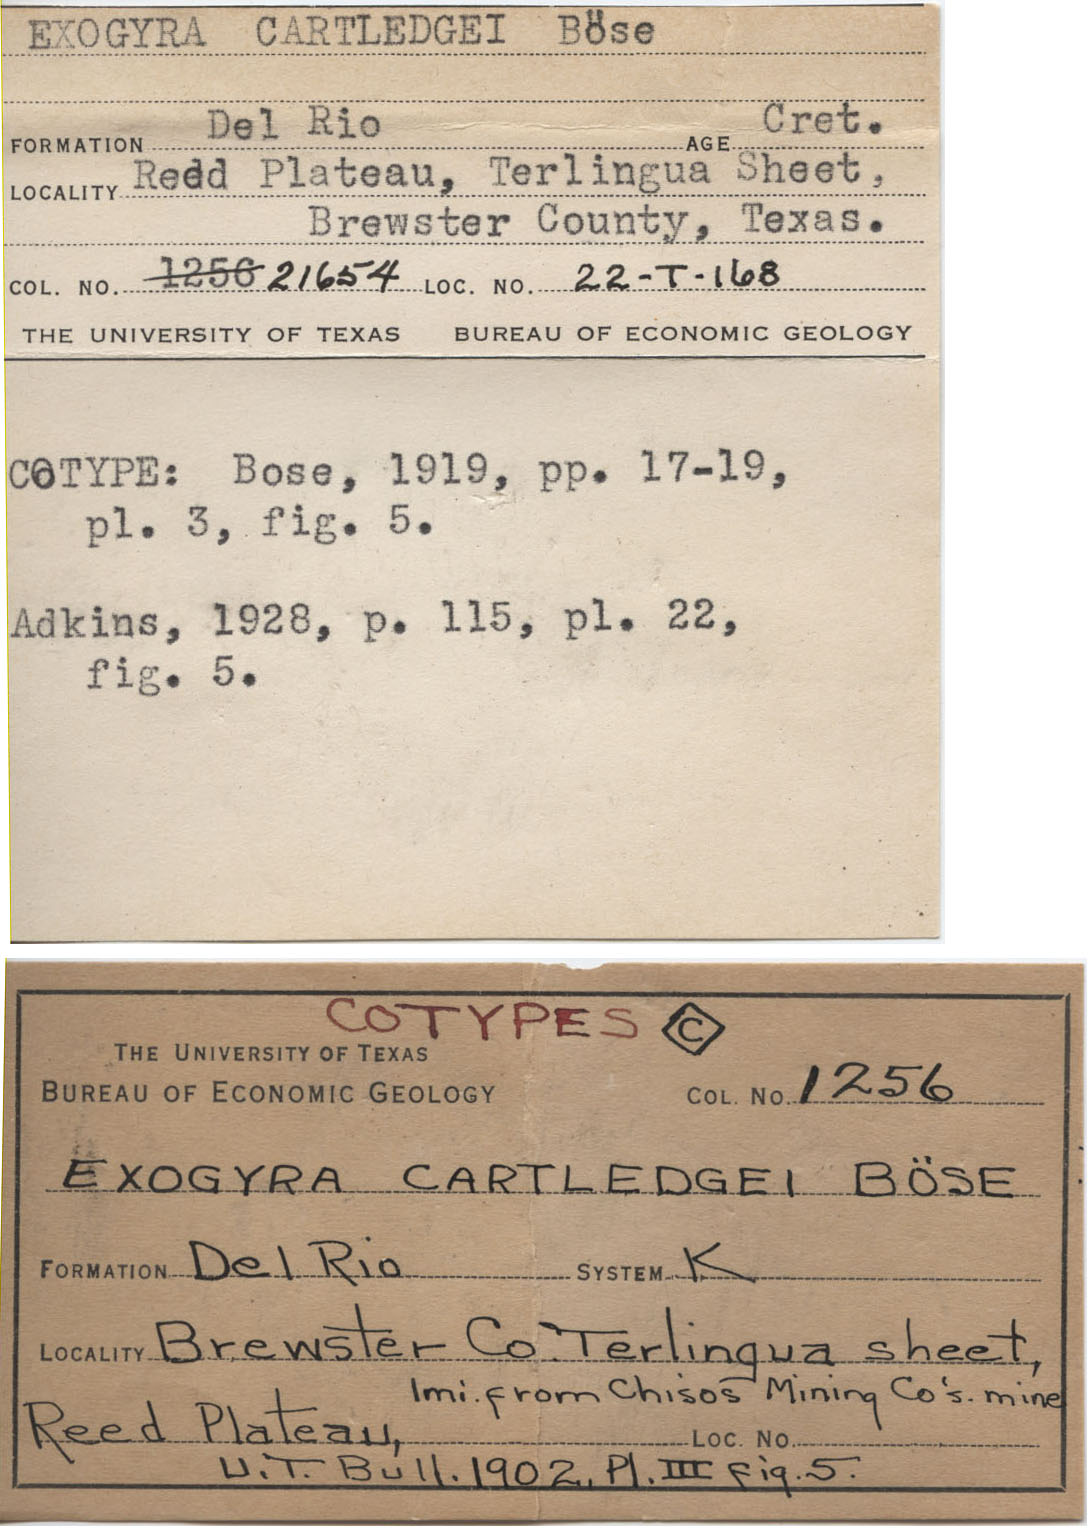 EXOGYRA CARTLEDGEI Böse
FORMATION Del Rio AGE Cret.
LOCALITY Redd Plateau, Terlingua Sheet,
Brewster County, Texas.
COL. NO. 1256 21654 LOC. NO. 22-T-168
THE UNIVERSITY OF TEXAS BUREAU OF ECONOMIC GEOLOGY
COTYPE: Bose, 1919, pp. 17-19,
pl. 3, fig. 5.
Adkins, 1928, p. 115, pl. 22,
fig. 5.
COTYPES C
THE UNIVERSITY OF TEXAS
BUREAU OF ECONOMIC GEOLOGY COL. NO. 1256
EXOGYRA CARTLEDGEI BÖSE
FORMATION Del Rio SYSTEM K
LOCALITY Brewster Co. Terlingua sheet,
1mi. from Chisos Mining Co's. mine
Reed Plateau, LOC. NO.
U.T. Bull. 1902, Pl. III fig. 5.